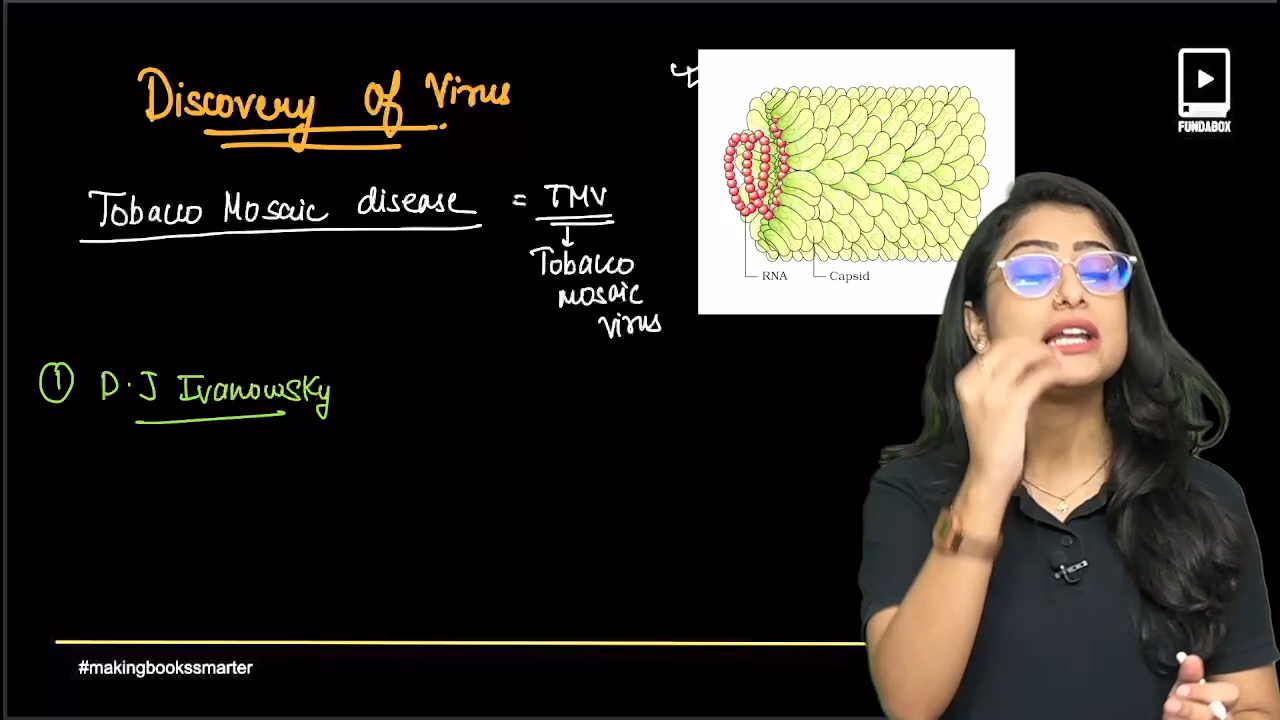 Discovery of Virus
Tobacco Mosaic disease = TMV
Tobacco
mosaic
virus
RNA
Capsid
① D.J Ivanowsky
FUNDABOX
#makingbookssmarter